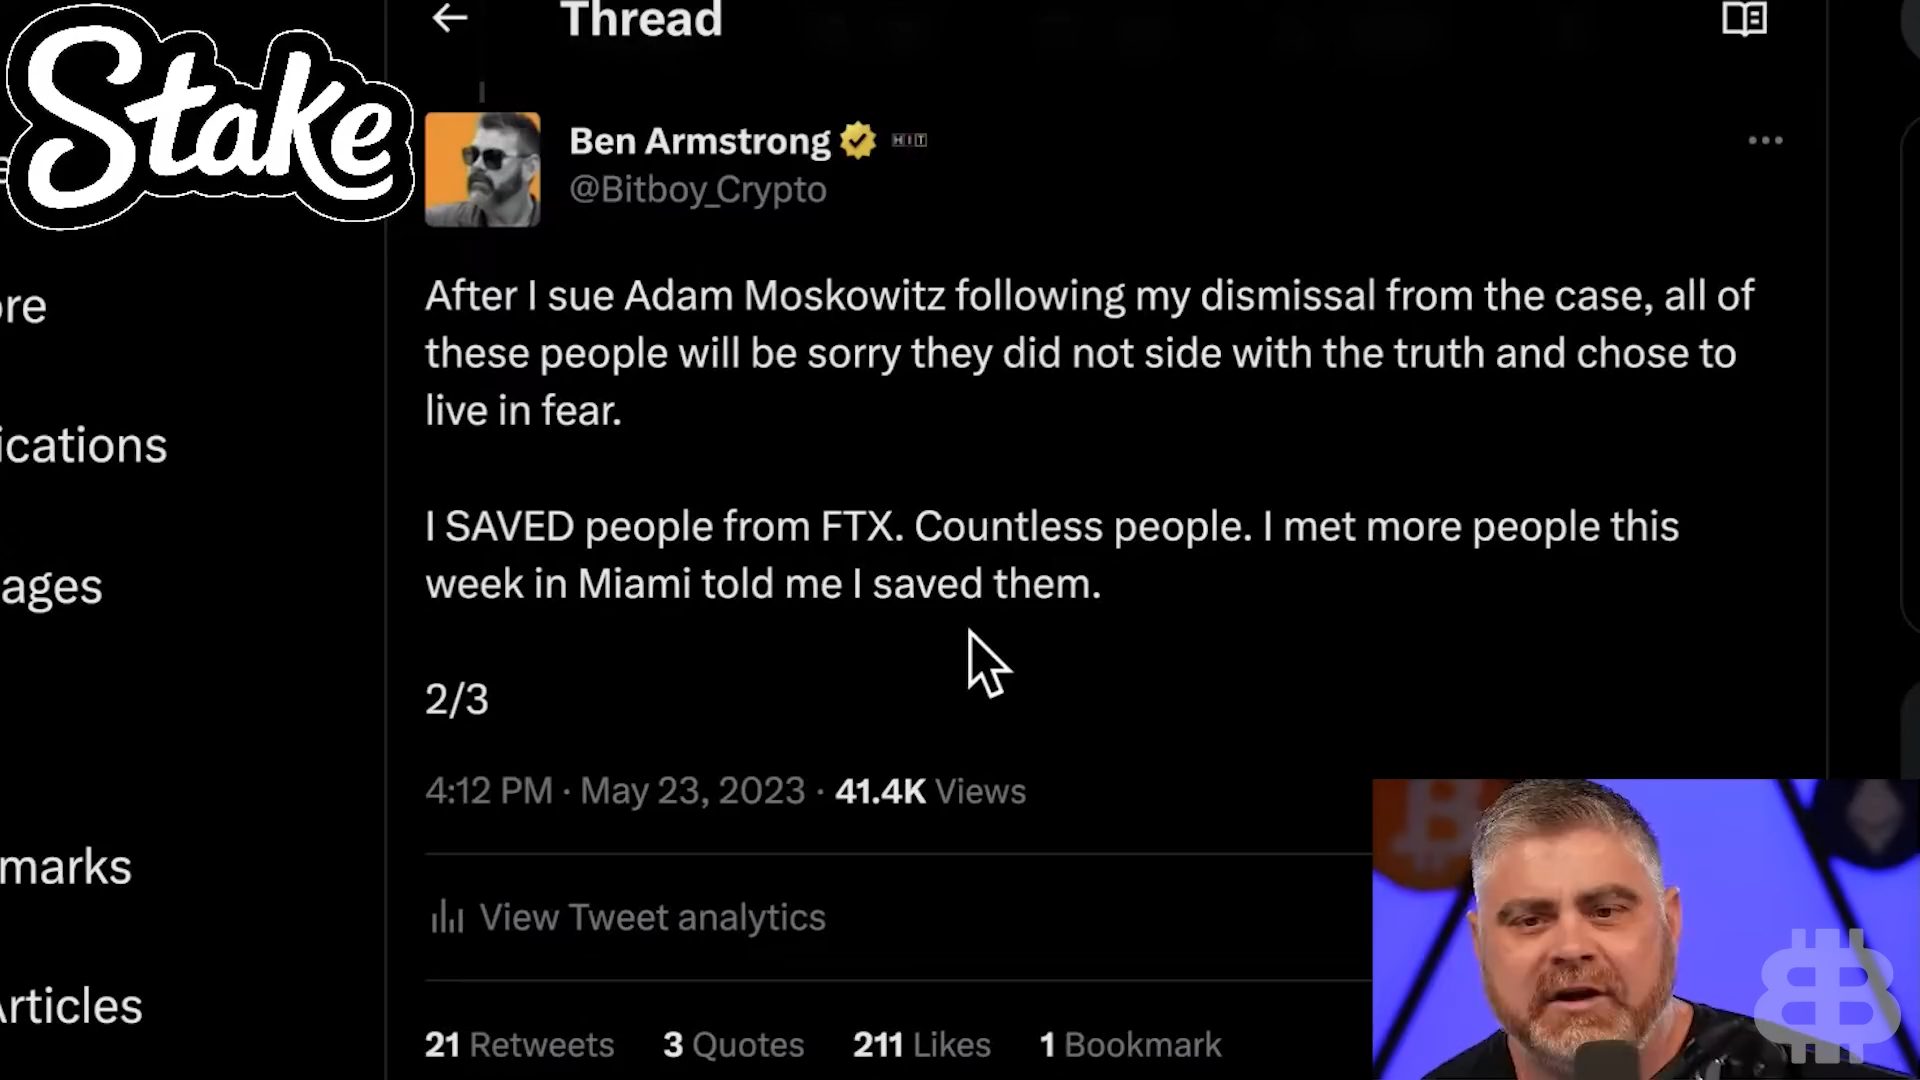 Stake
Thread
Ben Armstrong HIT
@Bitboy_Crypto
After I sue Adam Moskowitz following my dismissal from the case, all of
these people will be sorry they did not side with the truth and chose to
live in fear.
I SAVED people from FTX. Countless people. I met more people this
week in Miami told me I saved them.
2/3
4:12 PM · May 23, 2023 · 41.4K Views
View Tweet analytics
21 Retweets 3 Quotes 211 Likes 1 Bookmark
re
ications
ages
marks
Articles